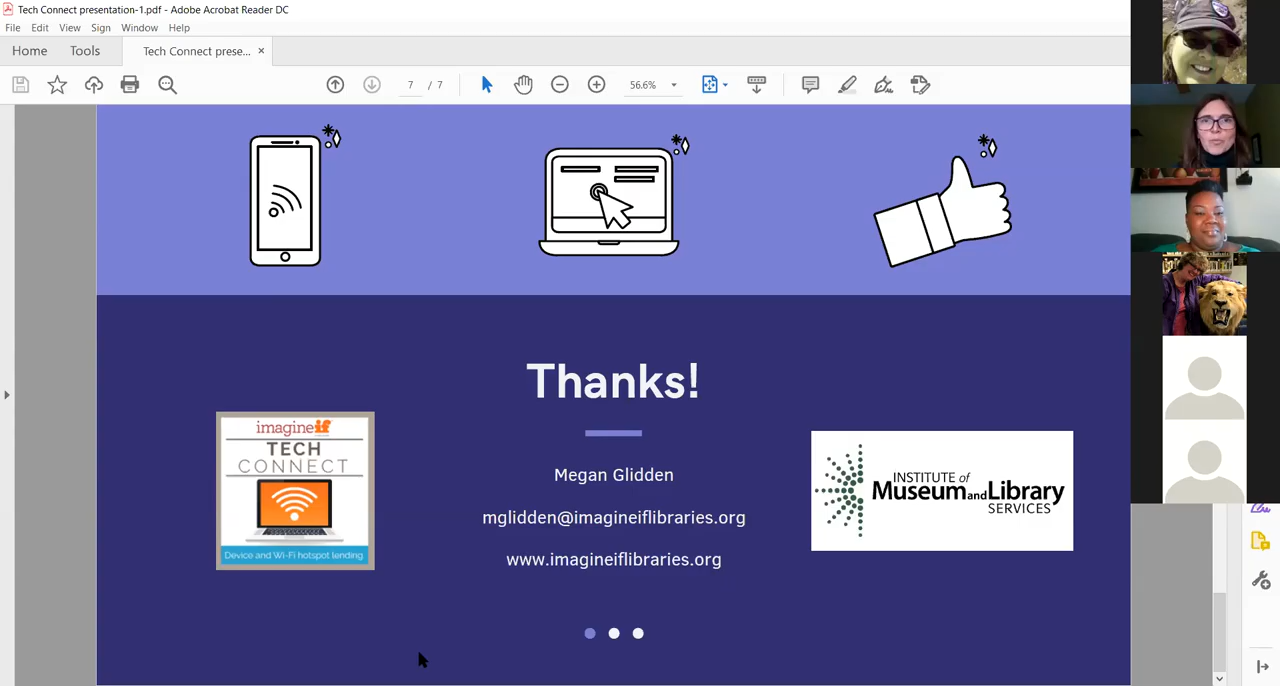 Tech Connect presentation-1.pdf - Adobe Acrobat Reader DC
File Edit View Sign Window Help
Home Tools Tech Connect prese... ×
7 / 7 56.6%
Thanks!
Megan Glidden
mglidden@imagineiflibraries.org
www.imagineiflibraries.org
imagineif
LIBRARIES
TECH
CONNECT
Device and Wi-Fi hotspot lending
INSTITUTE of
Museum and Library
SERVICES